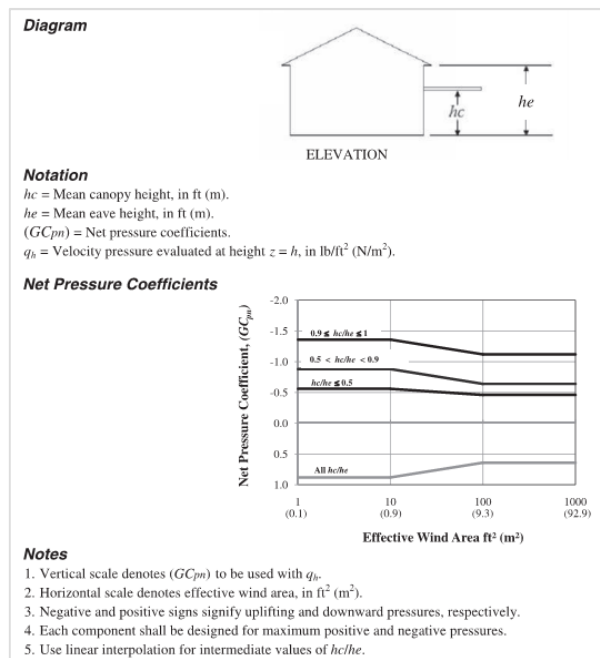 Diagram
he
hc
ELEVATION
Notation
hc = Mean canopy height, in ft (m).
he = Mean eave height, in ft (m).
(GCpn) = Net pressure coefficients.
qh = Velocity pressure evaluated at height z = h, in lb/ft² (N/m²).
Net Pressure Coefficients
Net Pressure Coefficient, (GCpn)
-2.0
-1.5
-1.0
-0.5
0.0
0.5
1.0
0.9 ≤ hc/he ≤ 1
0.5 < hc/he < 0.9
hc/he ≤ 0.5
All hc/he
1 10 100 1000
(0.1) (0.9) (9.3) (92.9)
Effective Wind Area ft² (m²)
Notes
1. Vertical scale denotes (GCpn) to be used with qh.
2. Horizontal scale denotes effective wind area, in ft² (m²).
3. Negative and positive signs signify uplifting and downward pressures, respectively.
4. Each component shall be designed for maximum positive and negative pressures.
5. Use linear interpolation for intermediate values of hc/he.